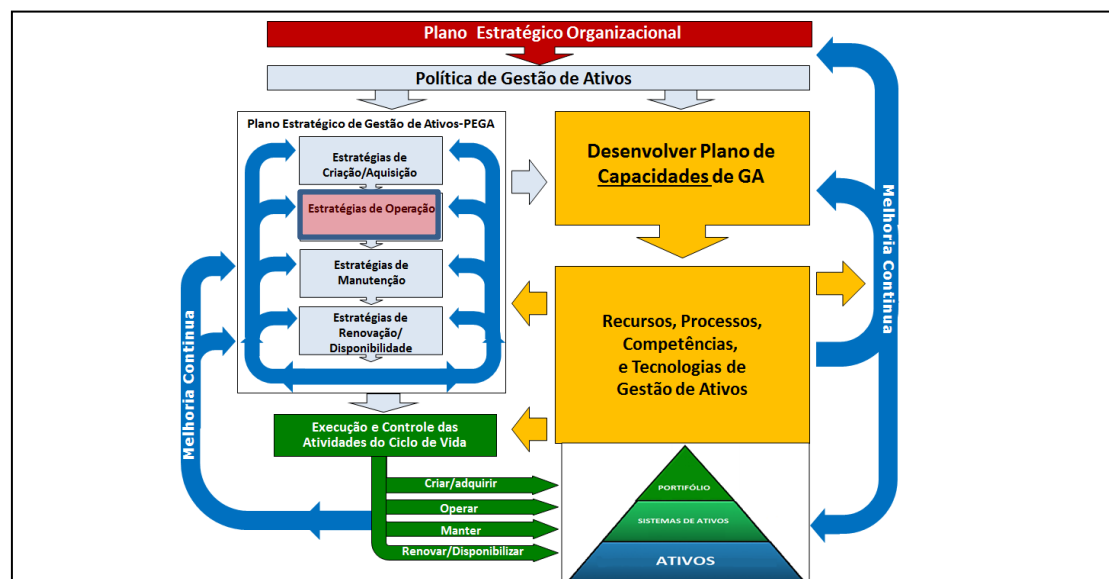 Plano Estratégico Organizacional
Política de Gestão de Ativos
Plano Estratégico de Gestão de Ativos-PEGA
Estratégias de
Criação/Aquisição
Estratégias de Operação
Estratégias de
Manutenção
Estratégias de
Renovação/
Disponibilidade
Desenvolver Plano de
Capacidades de GA
Recursos, Processos,
Competências,
e Tecnologias de
Gestão de Ativos
Melhoria Continua
Melhoria Continua
Execução e Controle das
Atividades do Ciclo de Vida
Criar/adquirir
Operar
Manter
Renovar/Disponibilizar
PORTIFÓLIO
SISTEMAS DE ATIVOS
ATIVOS